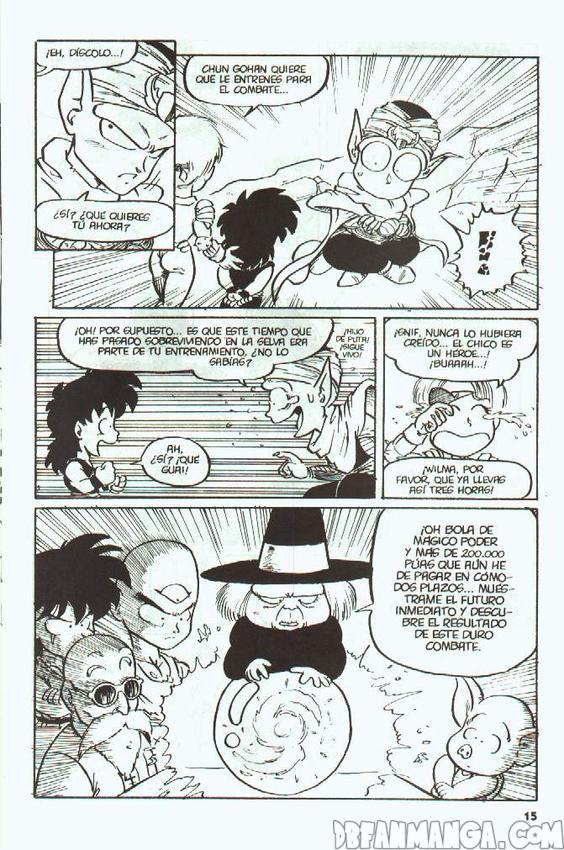 ¡EH, DÍSCOLO...!
¿SÍ? ¿QUÉ QUIERES
TÚ AHORA?
CHUN GOHAN QUIERE
QUE LE ENTRENES PARA
EL COMBATE...
¡OH! POR SUPUESTO... ES QUE ESTE TIEMPO QUE
HAS PASADO SOBREVIVIENDO EN LA SELVA ERA
PARTE DE TU ENTRENAMIENTO, ¿NO LO
SABÍAS?
¡HIJO
DE PUTA!
¡SIGUE
VIVO!
AH,
¿SÍ? ¡QUÉ
GUAI!
¡SNIF, NUNCA LO HUBIERA
CREÍDO... EL CHICO ES
UN HÉROE...!
¡BUAAAH...!
¡WILMA, POR
FAVOR, QUE YA LLEVAS
ASÍ TRES HORAS!
¡OH BOLA DE
MÁGICO PODER
Y MÁS DE 200.000
PÚAS QUE AÚN HE
DE PAGAR EN CÓMO-
DOS PLAZOS... MUÉS-
TRAME EL FUTURO
INMEDIATO Y DESCU-
BRE EL RESULTADO
DE ESTE DURO
COMBATE.
15
DBFANMANGA.COM